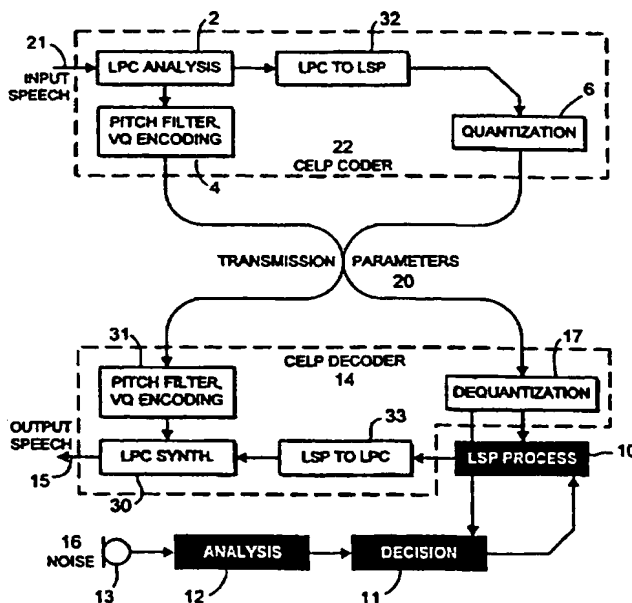 2
32
21
LPC ANALYSIS
LPC TO LSP
INPUT
SPEECH
6
PITCH FILTER,
VQ ENCODING
QUANTIZATION
22
CELP CODER
4
TRANSMISSION PARAMETERS
20
31
17
CELP DECODER
14
PITCH FILTER,
VQ ENCODING
DEQUANTIZATION
OUTPUT
SPEECH
33
15
LPC SYNTH.
LSP TO LPC
LSP PROCESS
10
30
16
NOISE
ANALYSIS
DECISION
13
12
11